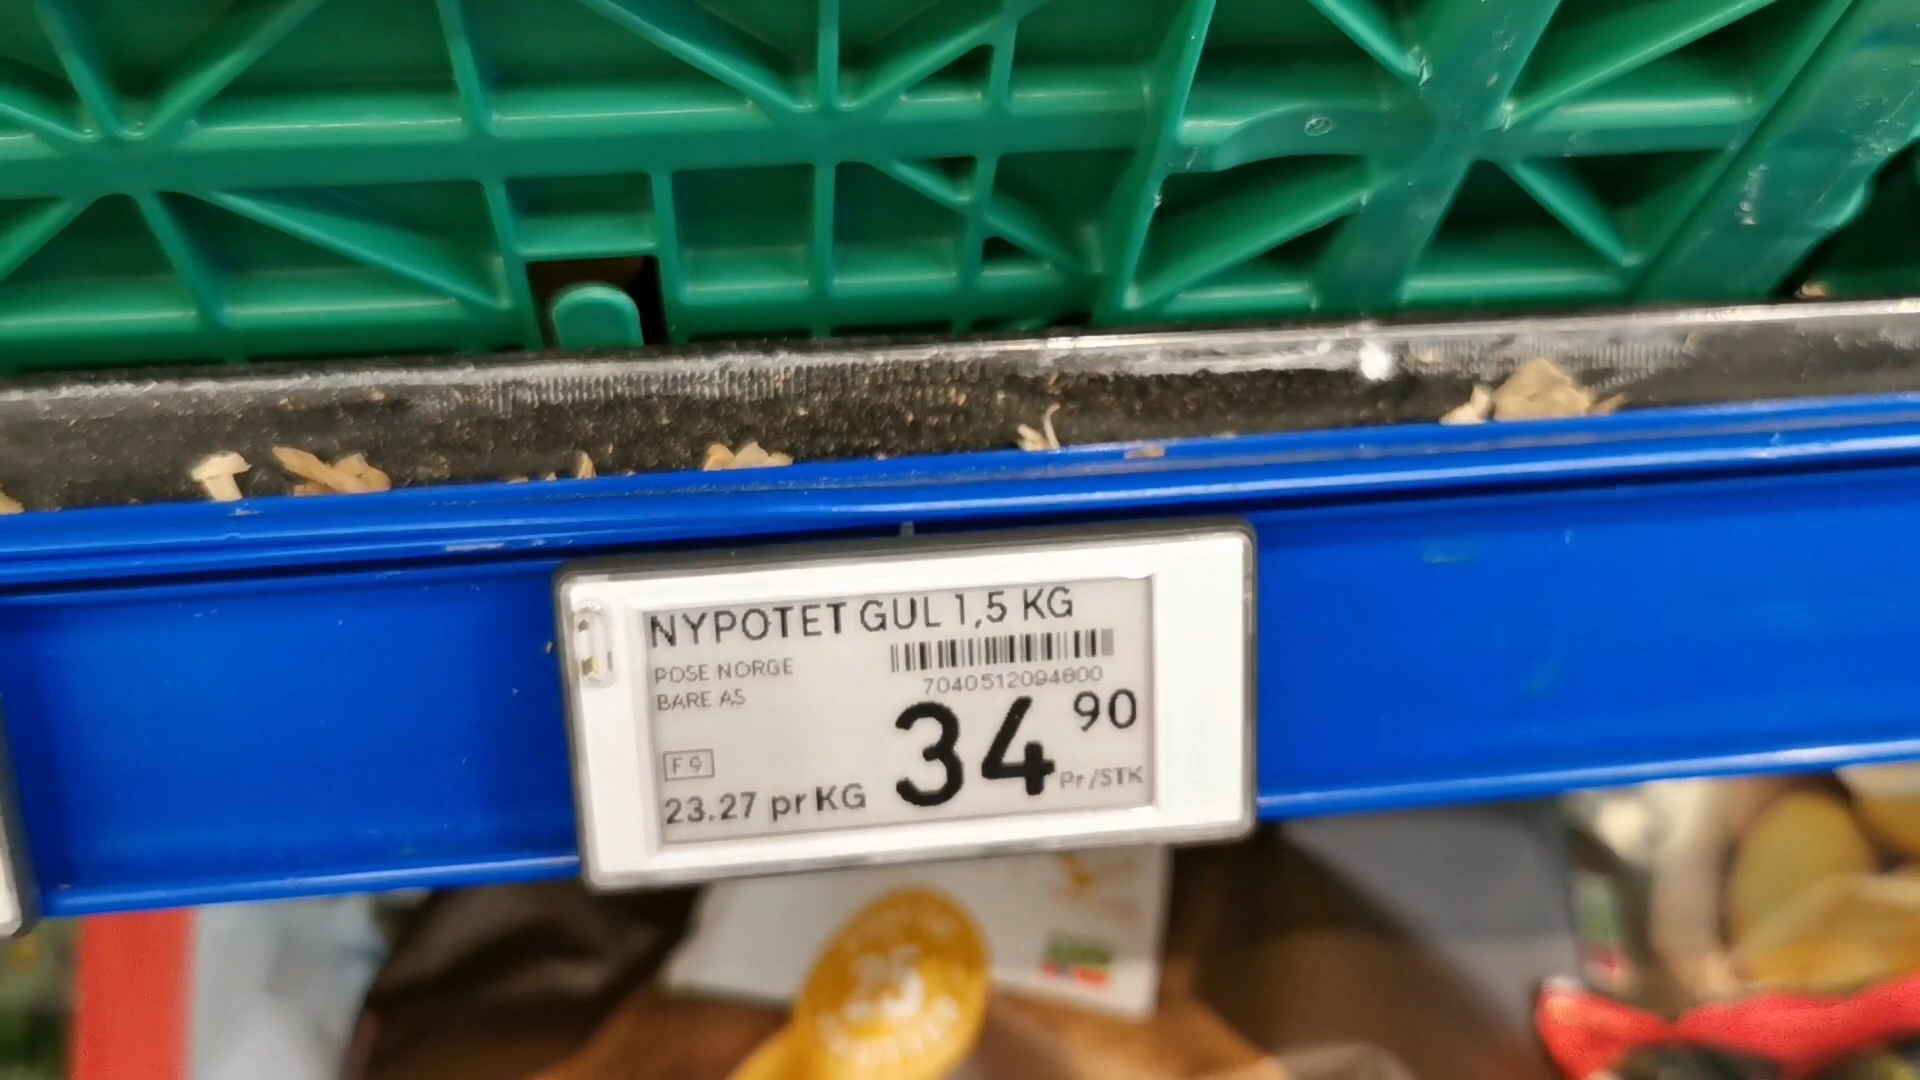 NYPOTET GUL 1,5 KG
POSE NORGE
BARE AS
7040512094800
34 90
Pr/STK
F 9
23.27 pr KG
25